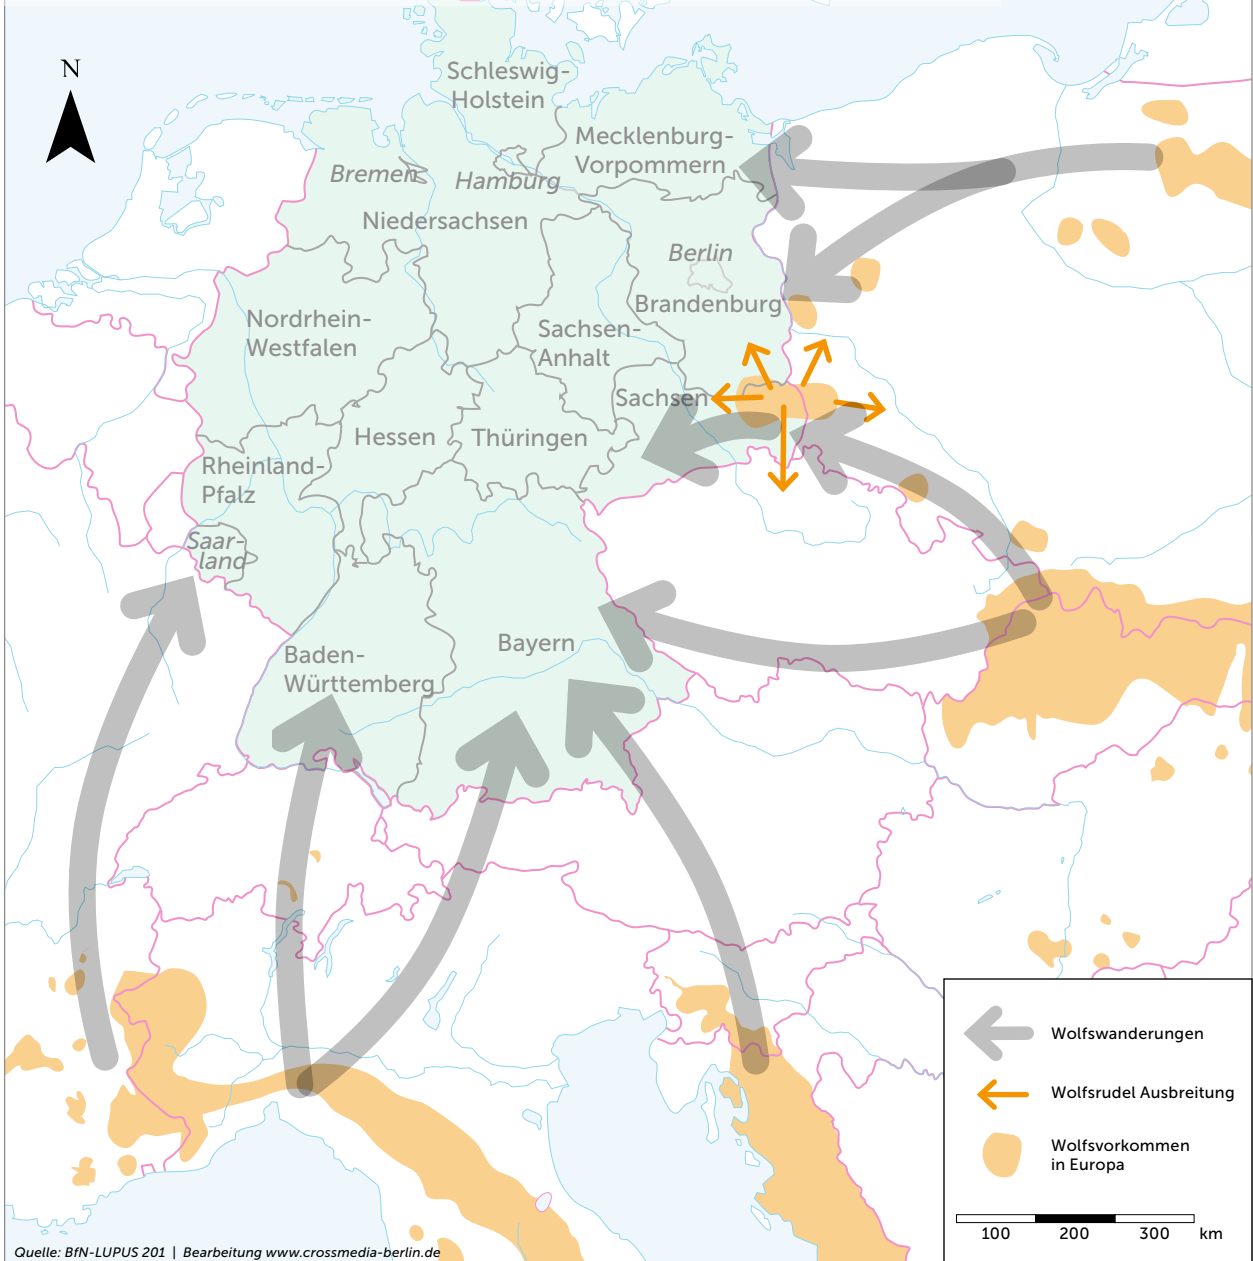 N
Schleswig-
Holstein
Mecklenburg-
Vorpommern
Bremen
Hamburg
Niedersachsen
Berlin
Brandenburg
Nordrhein-
Westfalen
Sachsen-
Anhalt
Sachsen
Hessen
Thüringen
Rheinland-
Pfalz
Saar-
land
Bayern
Baden-
Württemberg
Wolfswanderungen
Wolfsrudel Ausbreitung
Wolfsvorkommen
in Europa
100 200 300 km
Quelle: BfN-LUPUS 201 | Bearbeitung www.crossmedia-berlin.de